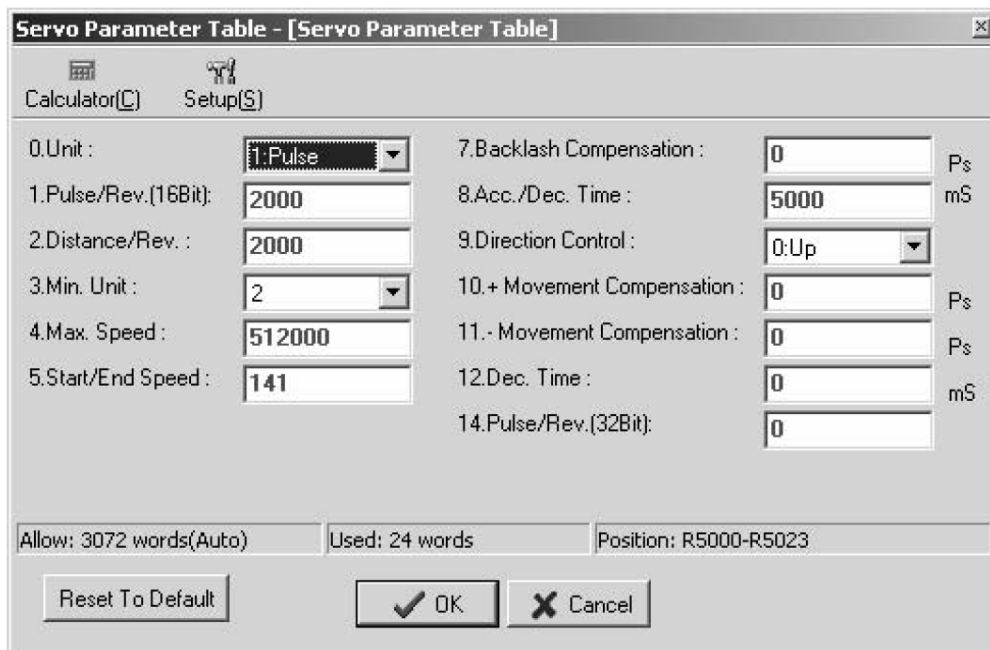 Servo Parameter Table - [Servo Parameter Table]
Calculator(C) Setup(S)
0.Unit : 1:Pulse
1.Pulse/Rev.(16Bit): 2000
2.Distance/Rev. : 2000
3.Min. Unit : 2
4.Max. Speed : 512000
5.Start/End Speed : 141
7.Backlash Compensation : 0 Ps
8.Acc./Dec. Time : 5000 mS
9.Direction Control : 0:Up
10.+ Movement Compensation : 0 Ps
11.- Movement Compensation : 0 Ps
12.Dec. Time : 0 mS
14.Pulse/Rev.(32Bit): 0
Allow: 3072 words(Auto) Used: 24 words Position: R5000-R5023
Reset To Default OK Cancel